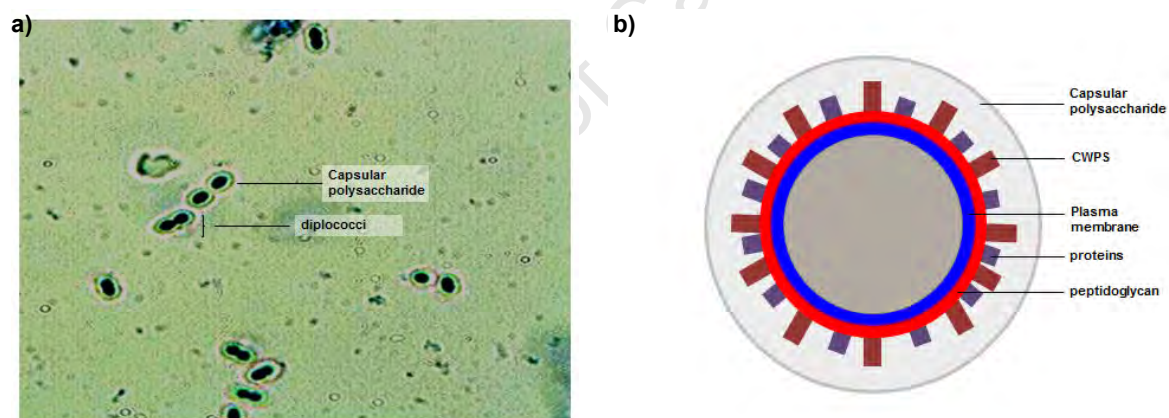 a)
Capsular
polysaccharide
diplococci
b)
Capsular
polysaccharide
CWPS
Plasma
membrane
proteins
peptidoglycan